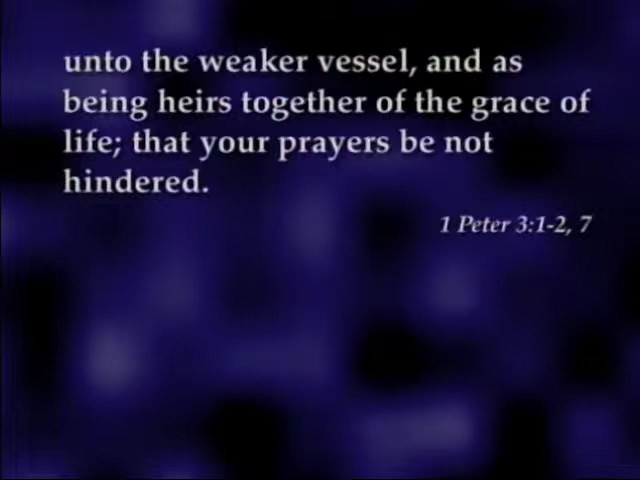 unto the weaker vessel, and as
being heirs together of the grace of
life; that your prayers be not
hindered.
1 Peter 3:1-2, 7